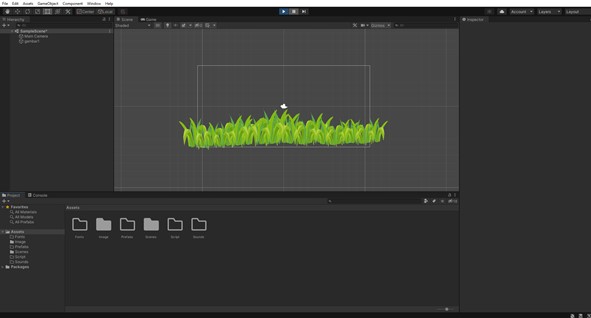 File Edit Assets GameObject Component Window Help
Center Local
Account Layers Layout
Hierarchy
Scene Game
Inspector
All
Shaded
2D
Gizmos
All
SampleScene*
Main Camera
Project Console
Favorites
All Materials
All Models
All Prefabs
Assets
Fonts
Image
Prefabs
Scenes
Script
Sounds
Packages
Assets
Fonts Image Prefabs Scenes Script Sounds